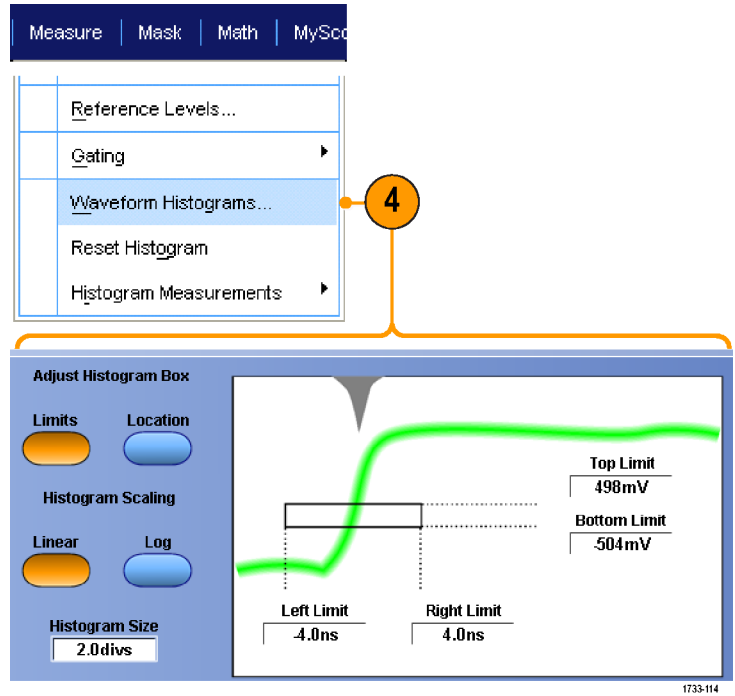 Measure Mask Math MySco
Reference Levels...
Gating
Waveform Histograms...
4
Reset Histogram
Histogram Measurements
Adjust Histogram Box
Limits Location
Histogram Scaling
Linear Log
Histogram Size
2.0divs
Top Limit
498mV
Bottom Limit
-504mV
Left Limit Right Limit
-4.0ns 4.0ns
1733-114